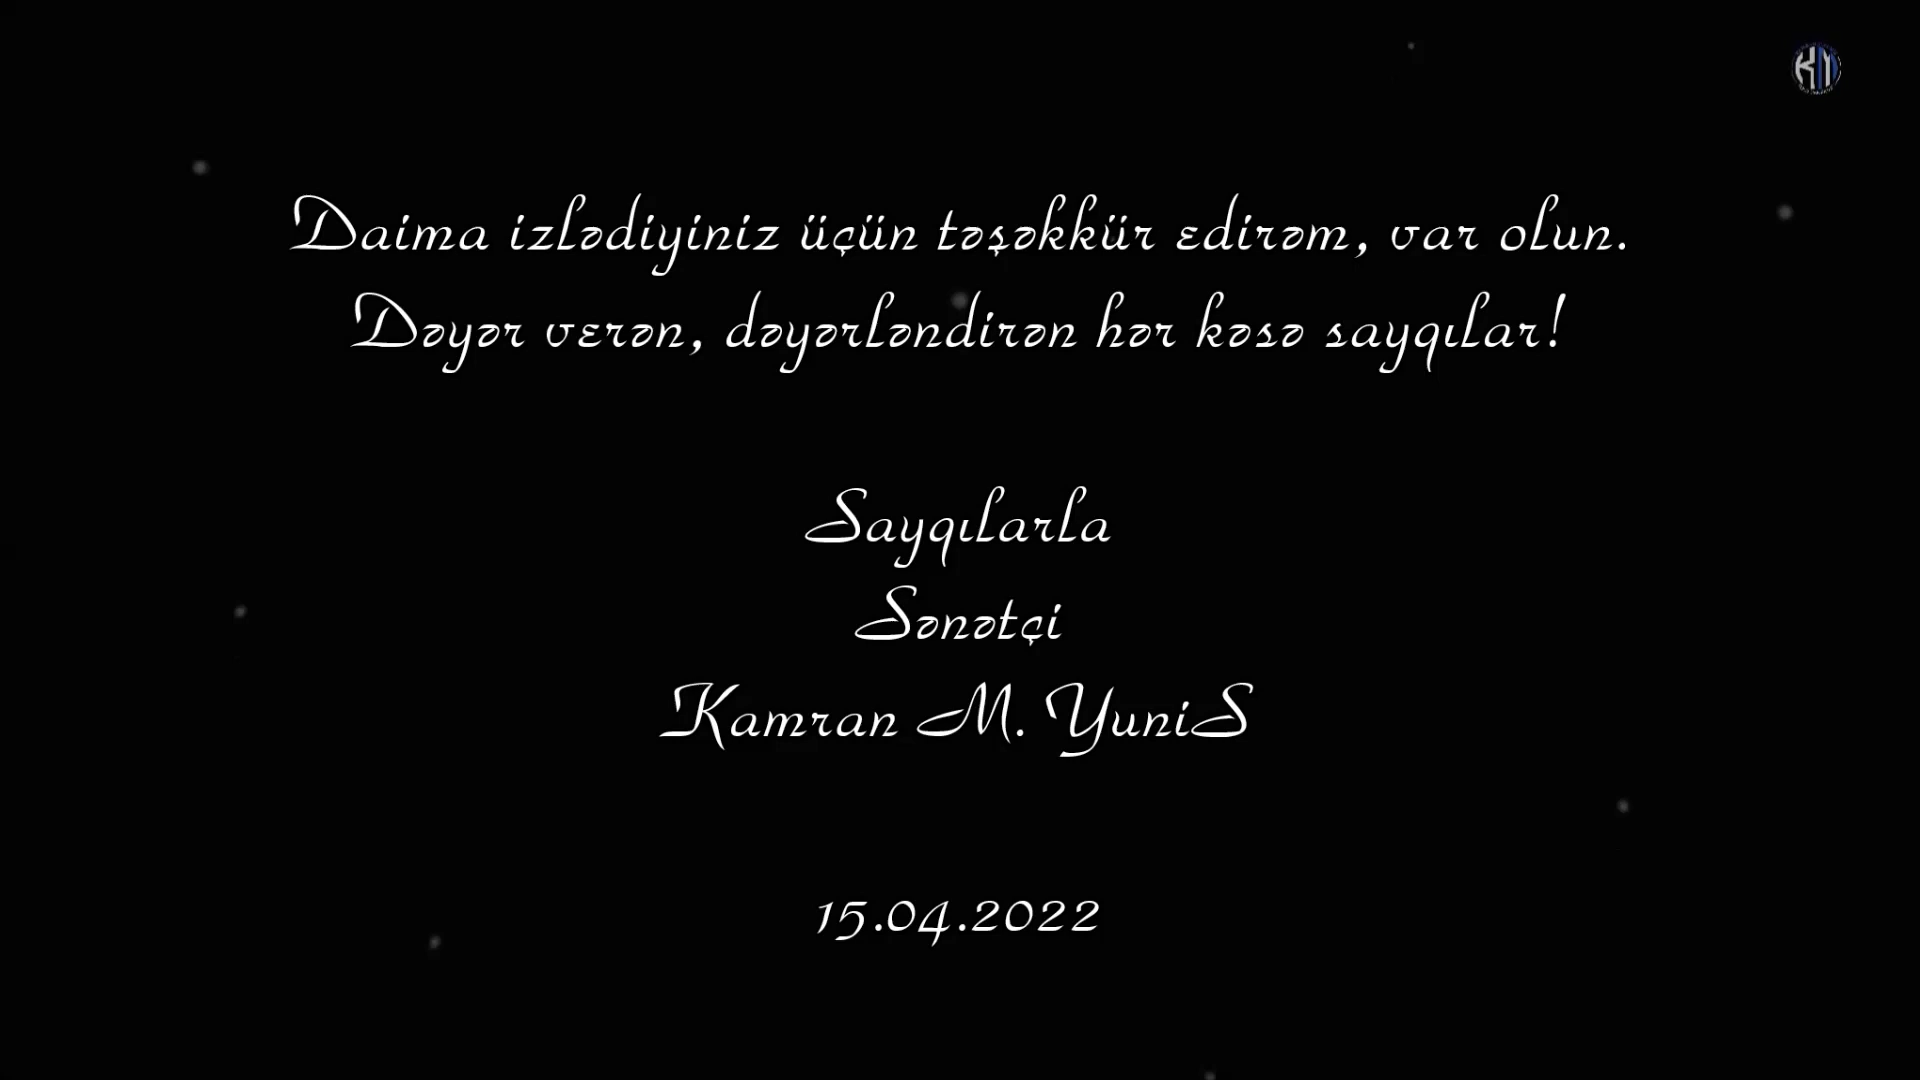 Daima izlədiyiniz üçün təşəkkür edirəm, var olun.
Dəyər verən, dəyərləndirən hər kəsə sayqılar!
Sayqılarla
Sənətçi
Kamran M. YuniS
15.04.2022
KM